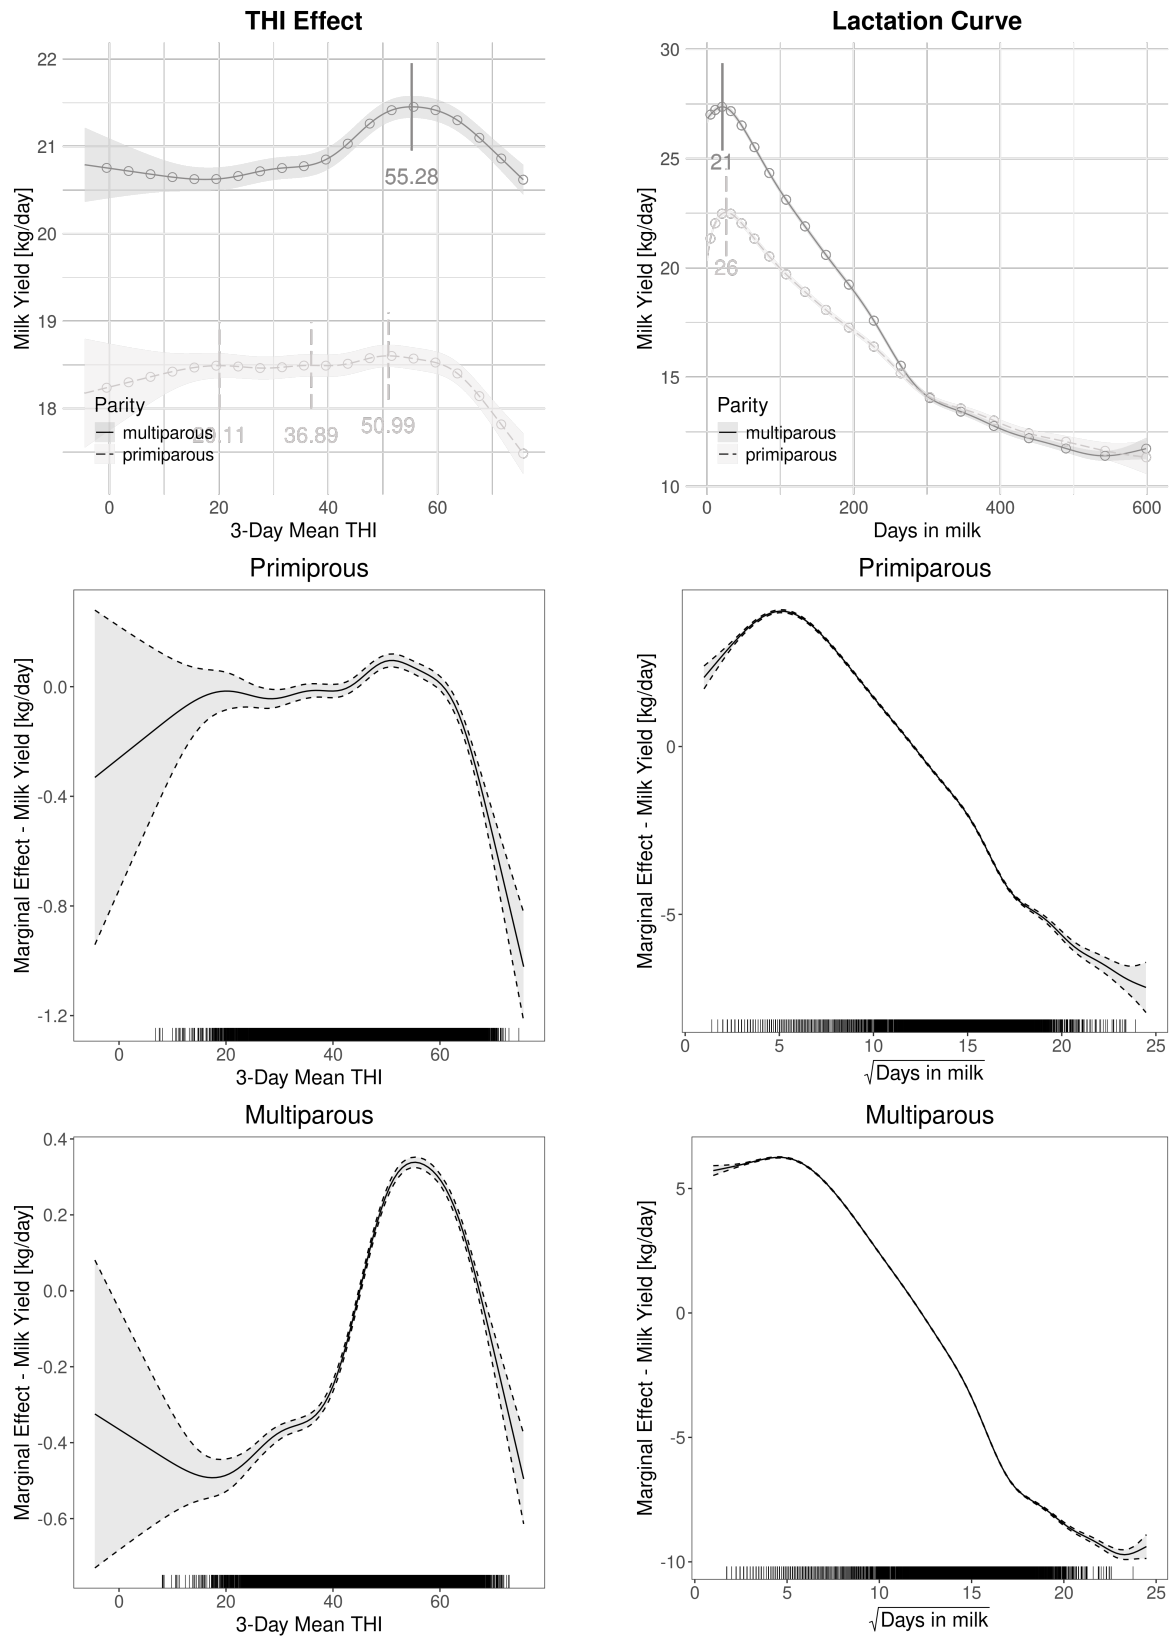 THI Effect
22
21
20
19
18
55.28
36.89
50.99
Parity
multiparous
primiparous
0 20 40 60
3-Day Mean THI
Milk Yield [kg/day]
Lactation Curve
30
25
20
15
10
21
26
Parity
multiparous
primiparous
0 200 400 600
Days in milk
Milk Yield [kg/day]
Primiprous
0.0
-0.4
-0.8
-1.2
0 20 40 60
3-Day Mean THI
Marginal Effect - Milk Yield [kg/day]
Primiparous
0
-5
0 5 10 15 20 25
√Days in milk
Marginal Effect - Milk Yield [kg/day]
Multiparous
0.4
0.2
0.0
-0.2
-0.4
-0.6
0 20 40 60
3-Day Mean THI
Marginal Effect - Milk Yield [kg/day]
Multiparous
5
0
-5
-10
0 5 10 15 20 25
√Days in milk
Marginal Effect - Milk Yield [kg/day]